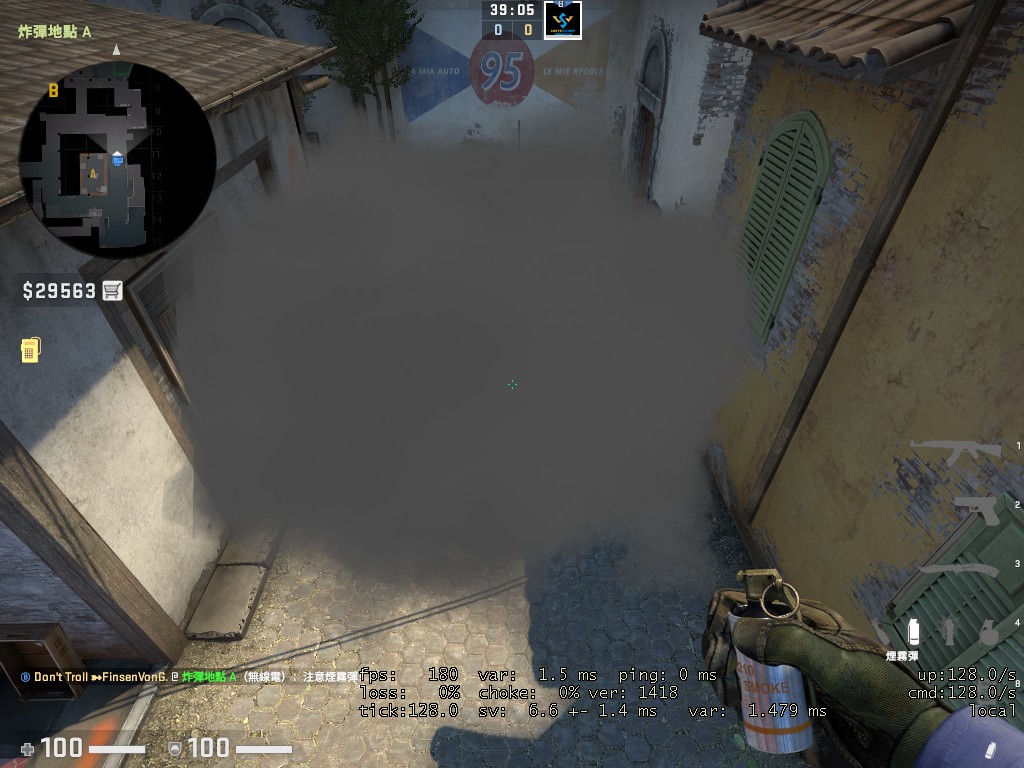 炸彈地點 A
39:05
B
0 0
A MIA AUTO
95
LE MIE REGOLE
B
A
$29563
1
2
3
4
煙霧彈
Ⓑ Don't Troll ➽FinsenVonG. @ 炸彈地點 A（無線電）：注意煙霧彈
fps: 180 var: 1.5 ms ping: 0 ms
loss: 0% choke: 0% ver: 1418
tick:128.0 sv: 6.6 +- 1.4 ms var: 1.479 ms
up:128.0/s
cmd:128.0/s
local
210
SMOKE
100
100